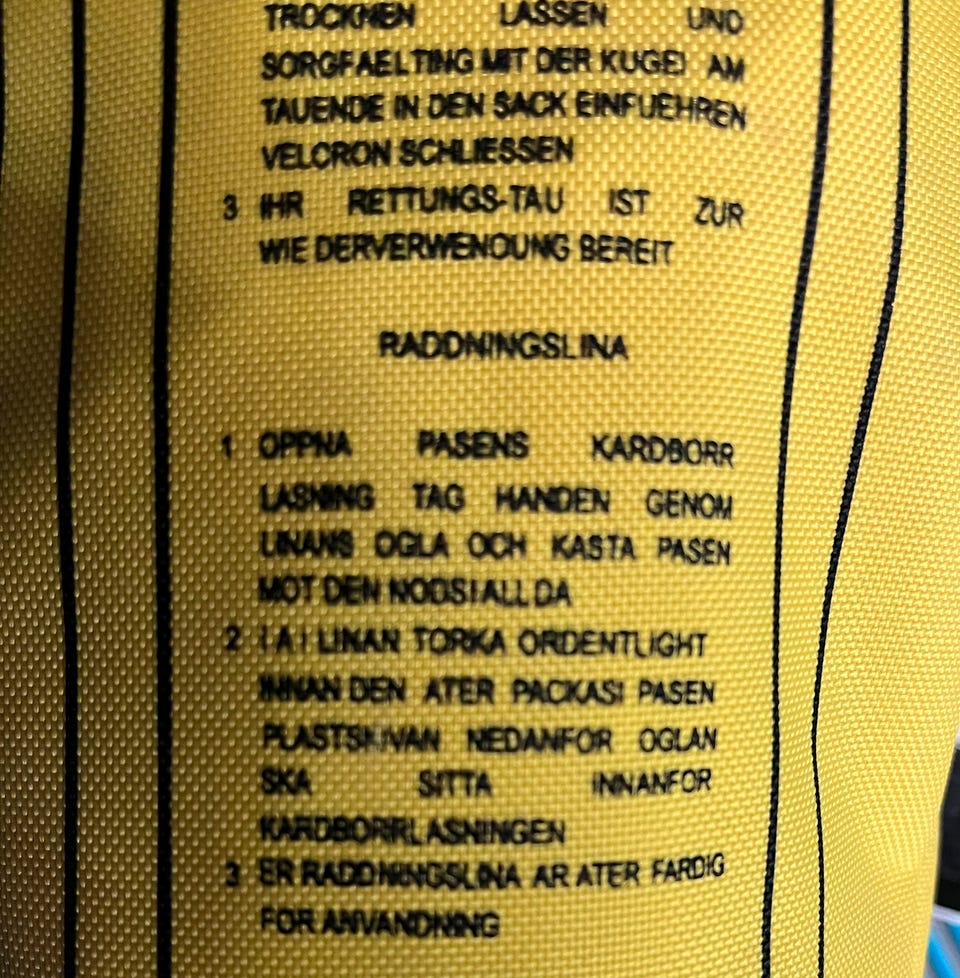 TROCKNEN LASSEN UND
SORGFAELTING MIT DER KUGEL AM
TAUENDE IN DEN SACK EINFUEHREN
VELCRON SCHLIESSEN
3 IHR RETTUNGS-TAU IST ZUR
WIE DERVERWENOUNG BEREIT
RADDNINGSLINA
1 OPPNA PASENS KARDBORR
LASNING TAG HANDEN GENOM
LINANS OGLA OCH KASTA PASEN
MOT DEN NODSTALLDA
2 LAT LINAN TORKA ORDENTLIGHT
INNAN DEN ATER PACKAS I PASEN
PLASTSKIVAN NEDANFOR OGLAN
SKA SITTA INNANFOR
KARDBORRLASNINGEN
3 ER RADDNINGSLINA AR ATER FARDIG
FOR ANVANDNING